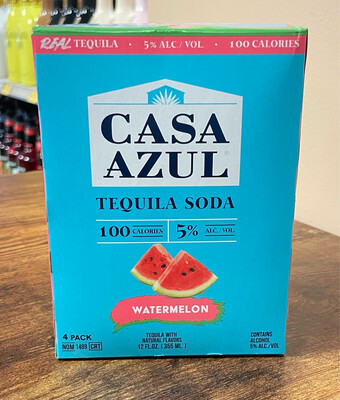 REAL TEQUILA · 5% ALC/VOL. · 100 CALORIES
CASA
AZUL
TEQUILA SODA
100 CALORIES 5% ALC./VOL.
WATERMELON
4 PACK
NOM 1499 CRT
TEQUILA WITH
NATURAL FLAVORS
12 FL.OZ. (355 ML)
CONTAINS
ALCOHOL
5% ALC/VOL